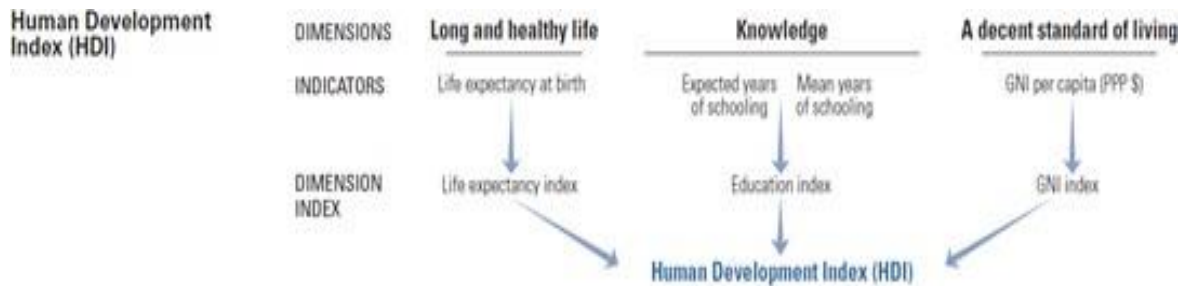 Human Development
Index (HDI)
DIMENSIONS Long and healthy life Knowledge A decent standard of living
INDICATORS Life expectancy at birth Expected years of schooling Mean years of schooling GNI per capita (PPP $)
DIMENSION
INDEX
Life expectancy index Education index GNI index
Human Development Index (HDI)